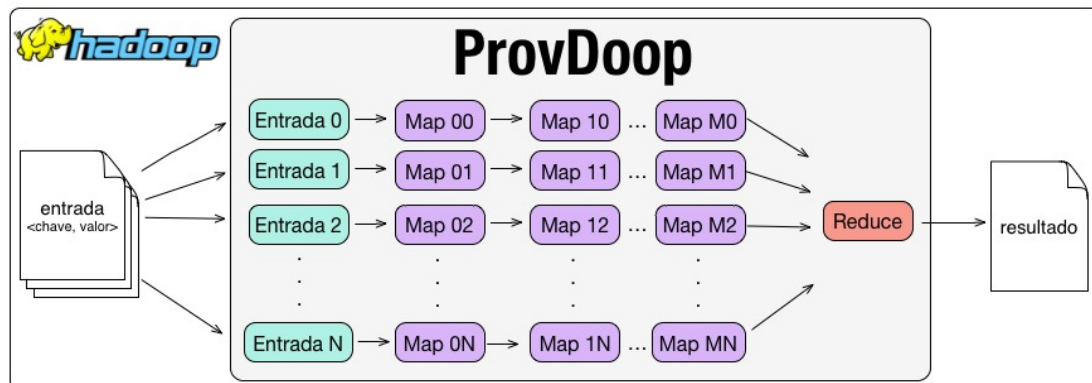 hadoop
ProvDoop
Entrada 0 Map 00 Map 10 ... Map M0
Entrada 1 Map 01 Map 11 ... Map M1
entrada
<chave, valor>
Entrada 2 Map 02 Map 12 ... Map M2
Reduce
resultado
Entrada N Map 0N Map 1N ... Map MN